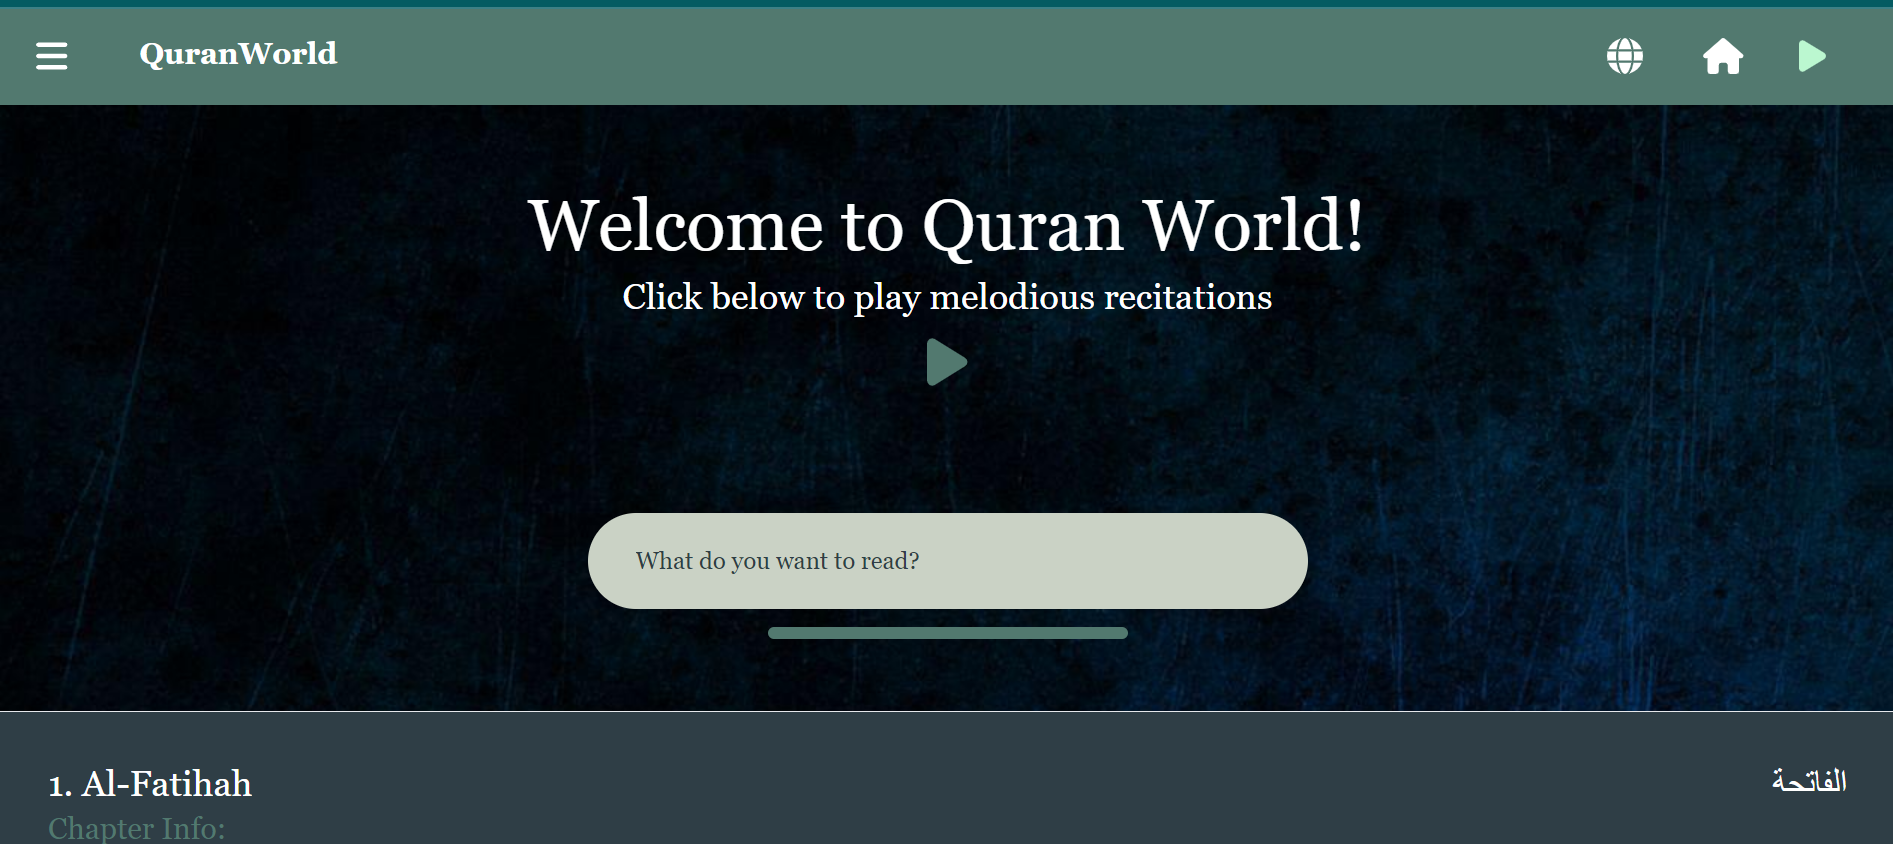 QuranWorld
Welcome to Quran World!
Click below to play melodious recitations
What do you want to read?
1. Al-Fatihah
الفاتحة
Chapter Info: